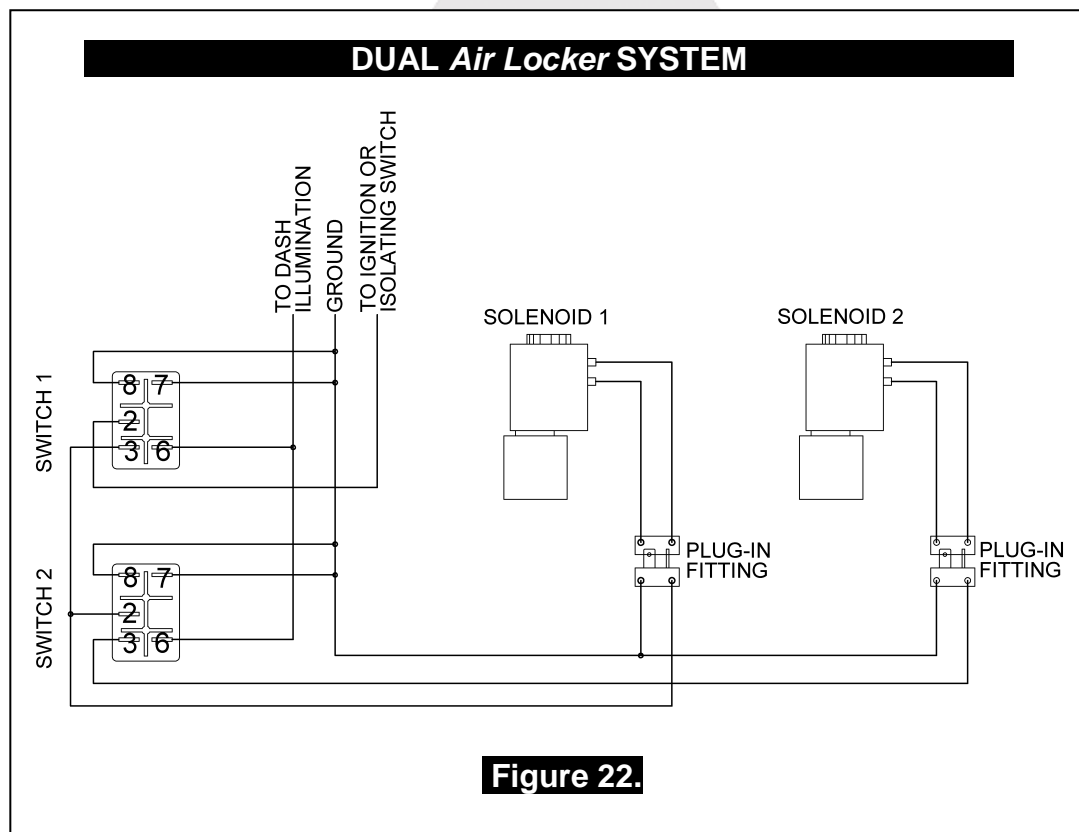 DUAL Air Locker SYSTEM
TO DASH
ILLUMINATION
GROUND
TO IGNITION OR
ISOLATING SWITCH
SOLENOID 1
SOLENOID 2
SWITCH 1
8 7
2
3 6
SWITCH 2
8 7
2
3 6
PLUG-IN
FITTING
PLUG-IN
FITTING
Figure 22.